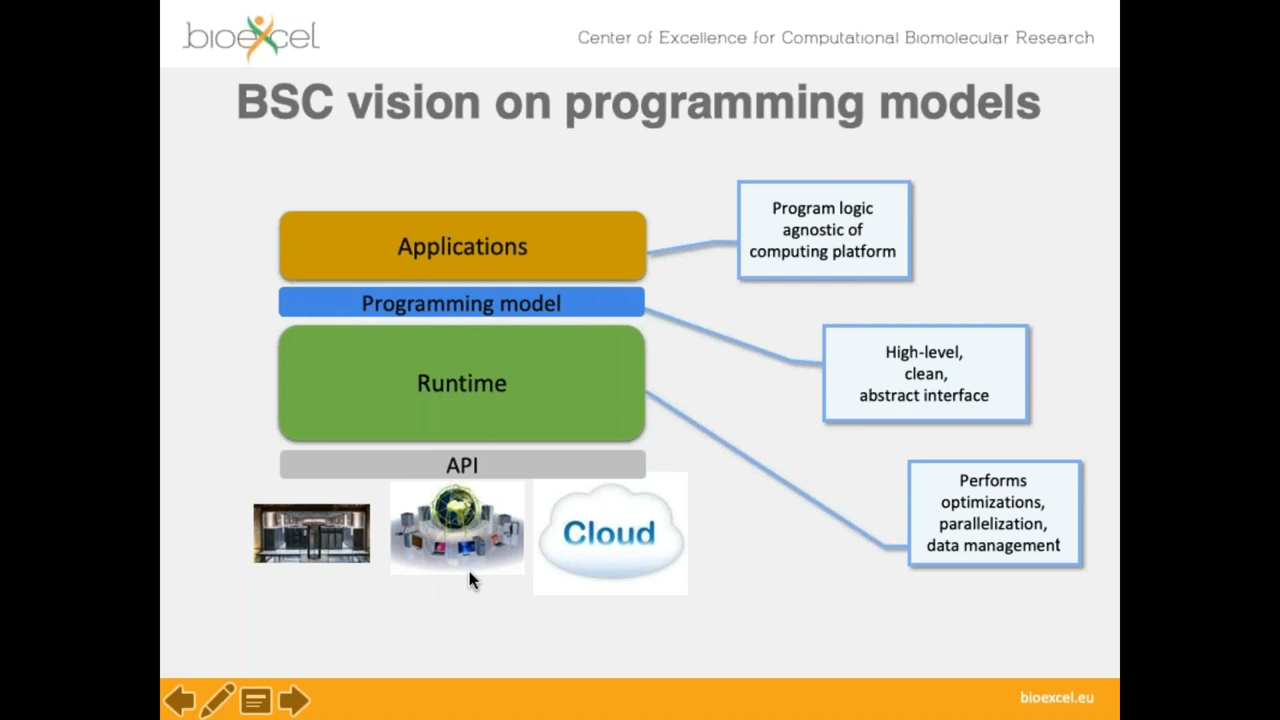 bioexcel
Center of Excellence for Computational Biomolecular Research
BSC vision on programming models
Applications
Program logic
agnostic of
computing platform
Programming model
High-level,
clean,
abstract interface
Runtime
API
Performs
optimizations,
parallelization,
data management
Cloud
bioexcel.eu